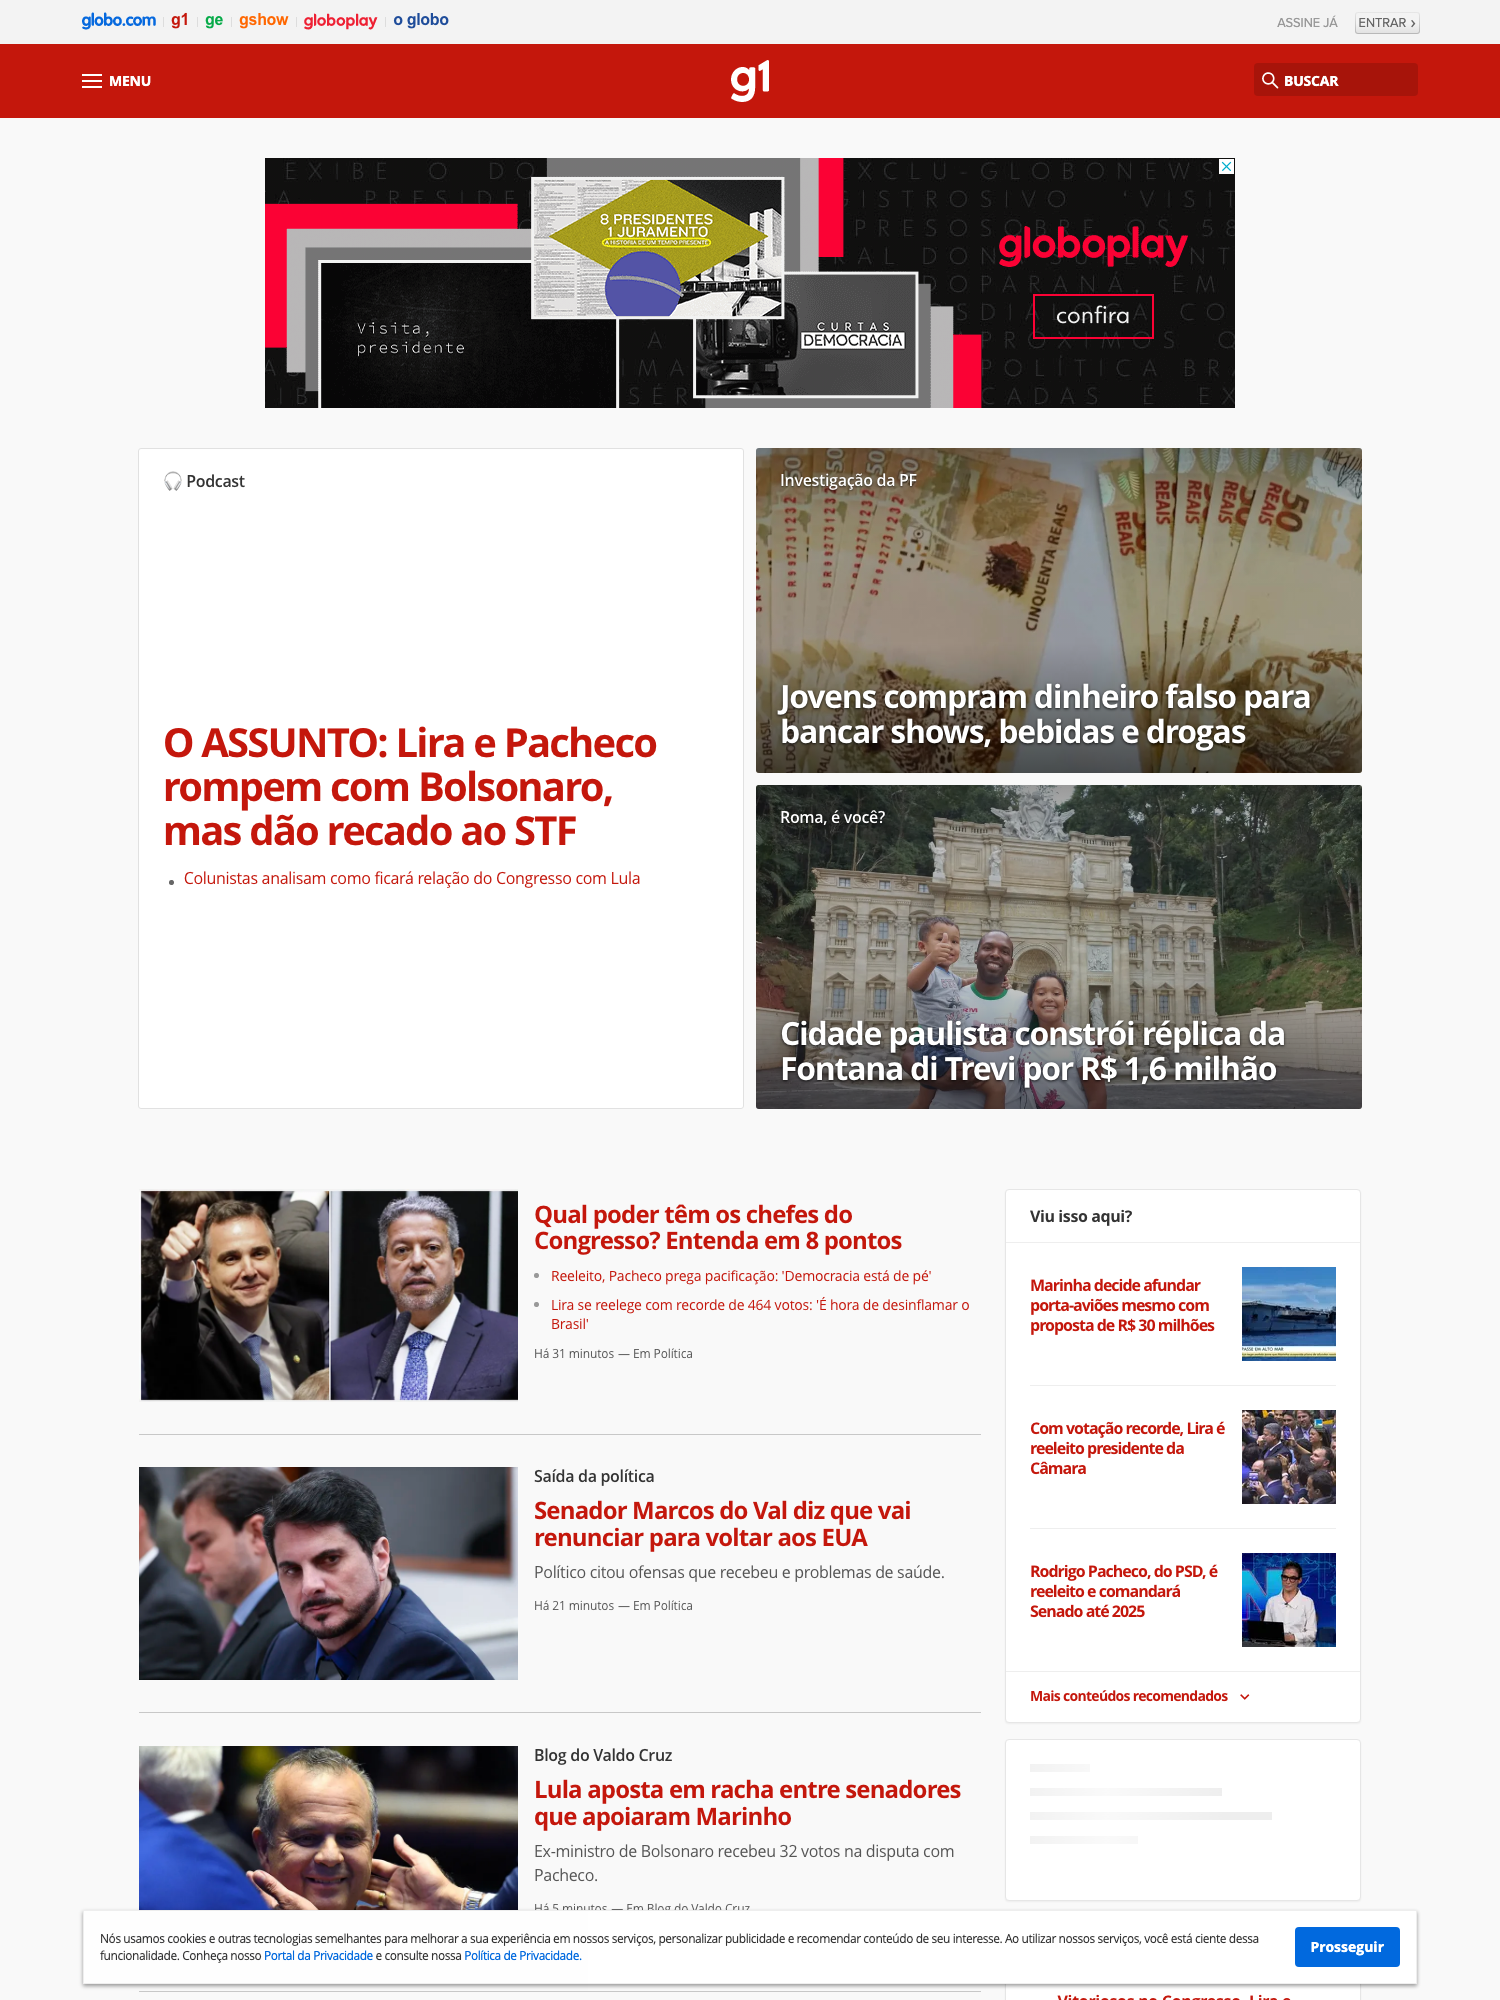 globo.com g1 ge gshow globoplay o globo
ASSINE JÁ ENTRAR ›
MENU
g1
BUSCAR
8 PRESIDENTES
1 JURAMENTO
A HISTÓRIA DE UM TEMPO PRESENTE
Visita,
presidente
CURTAS
DEMOCRACIA
globoplay
confira
Podcast
O ASSUNTO: Lira e Pacheco
rompem com Bolsonaro,
mas dão recado ao STF
Colunistas analisam como ficará relação do Congresso com Lula
Investigação da PF
CINQUENTA REAIS
REAIS
REAIS
REAIS
50
REAIS
Jovens compram dinheiro falso para
bancar shows, bebidas e drogas
Roma, é você?
Cidade paulista constrói réplica da
Fontana di Trevi por R$ 1,6 milhão
Qual poder têm os chefes do
Congresso? Entenda em 8 pontos
Reeleito, Pacheco prega pacificação: 'Democracia está de pé'
Lira se reelege com recorde de 464 votos: 'É hora de desinflamar o
Brasil'
Há 31 minutos — Em Política
Saída da política
Senador Marcos do Val diz que vai
renunciar para voltar aos EUA
Político citou ofensas que recebeu e problemas de saúde.
Há 21 minutos — Em Política
Blog do Valdo Cruz
Lula aposta em racha entre senadores
que apoiaram Marinho
Ex-ministro de Bolsonaro recebeu 32 votos na disputa com
Pacheco.
Há 5 minutos — Em Blog do Valdo Cruz
Viu isso aqui?
Marinha decide afundar
porta-aviões mesmo com
proposta de R$ 30 milhões
Com votação recorde, Lira é
reeleito presidente da
Câmara
Rodrigo Pacheco, do PSD, é
reeleito e comandará
Senado até 2025
Mais conteúdos recomendados
Nós usamos cookies e outras tecnologias semelhantes para melhorar a sua experiência em nossos serviços, personalizar publicidade e recomendar conteúdo de seu interesse. Ao utilizar nossos serviços, você está ciente dessa
funcionalidade. Conheça nosso Portal da Privacidade e consulte nossa Política de Privacidade.
Prosseguir
Vitoriosos no Congresso, Lira e